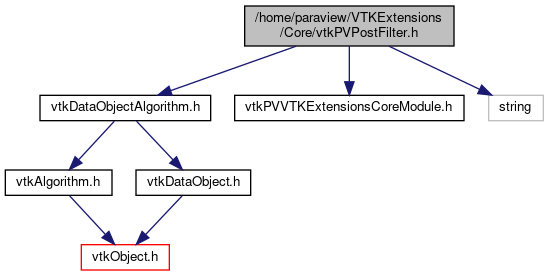 /home/paraview/VTKExtensions
/Core/vtkPVPostFilter.h
vtkDataObjectAlgorithm.h
vtkPVVTKExtensionsCoreModule.h
string
vtkAlgorithm.h
vtkDataObject.h
vtkObject.h